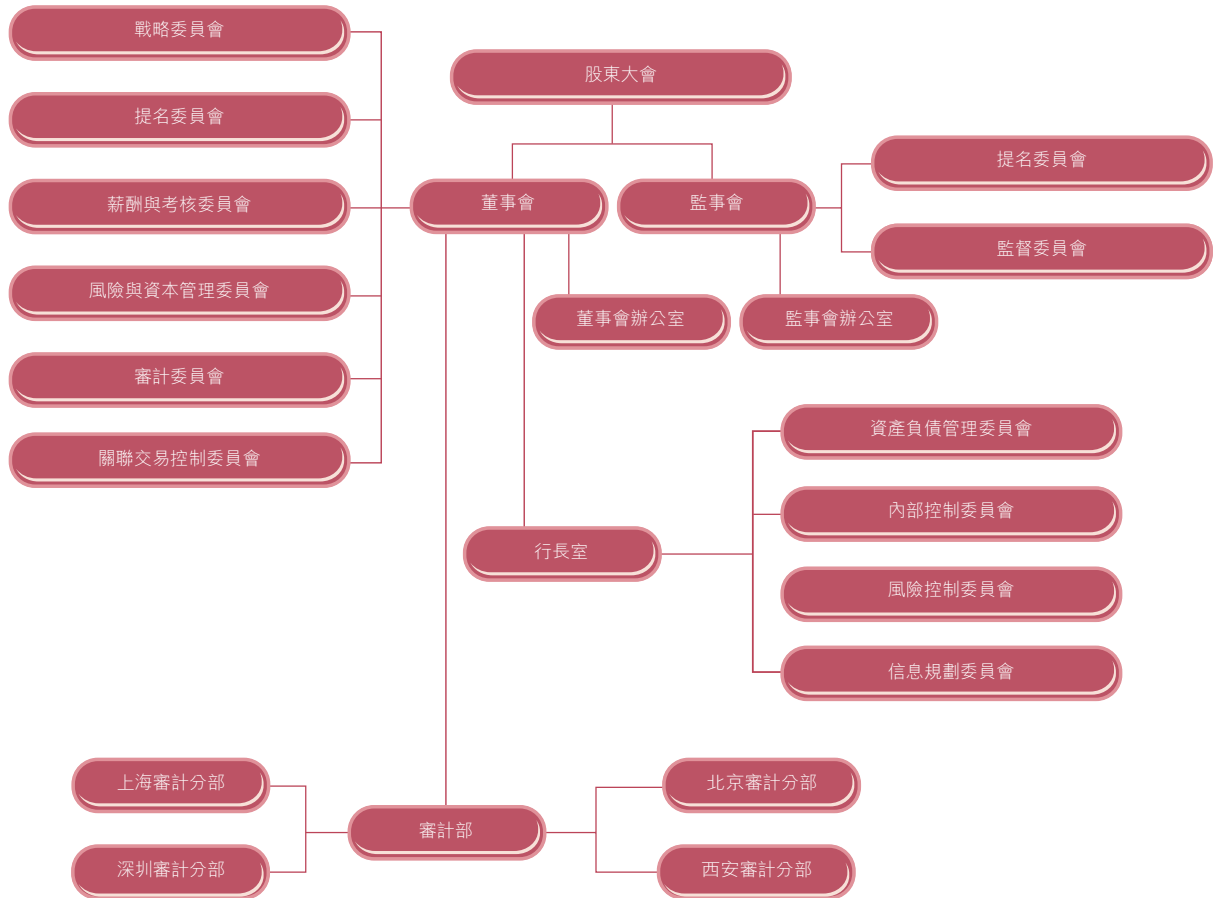 戰略委員會
股東大會
提名委員會
提名委員會
薪酬與考核委員會
董事會
監事會
監督委員會
風險與資本管理委員會
董事會辦公室
監事會辦公室
審計委員會
資產負債管理委員會
關聯交易控制委員會
內部控制委員會
行長室
風險控制委員會
信息規劃委員會
上海審計分部
北京審計分部
審計部
深圳審計分部
西安審計分部